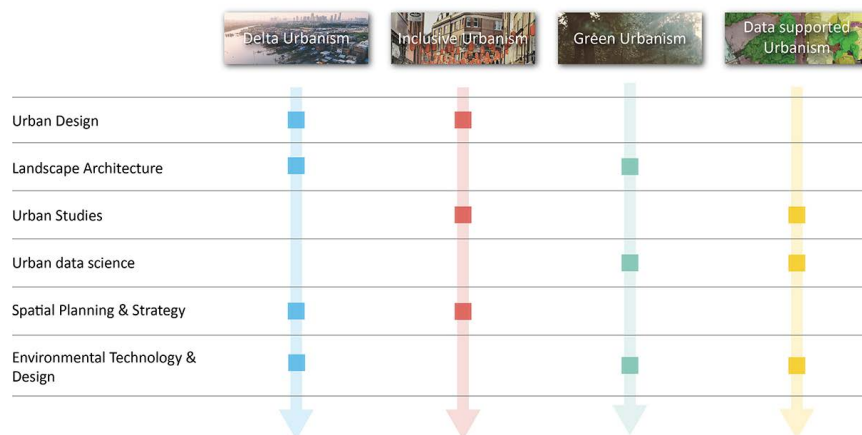 Delta Urbanism
Inclusive Urbanism
Green Urbanism
Data supported
Urbanism
Urban Design
Landscape Architecture
Urban Studies
Urban data science
Spatial Planning & Strategy
Environmental Technology &
Design